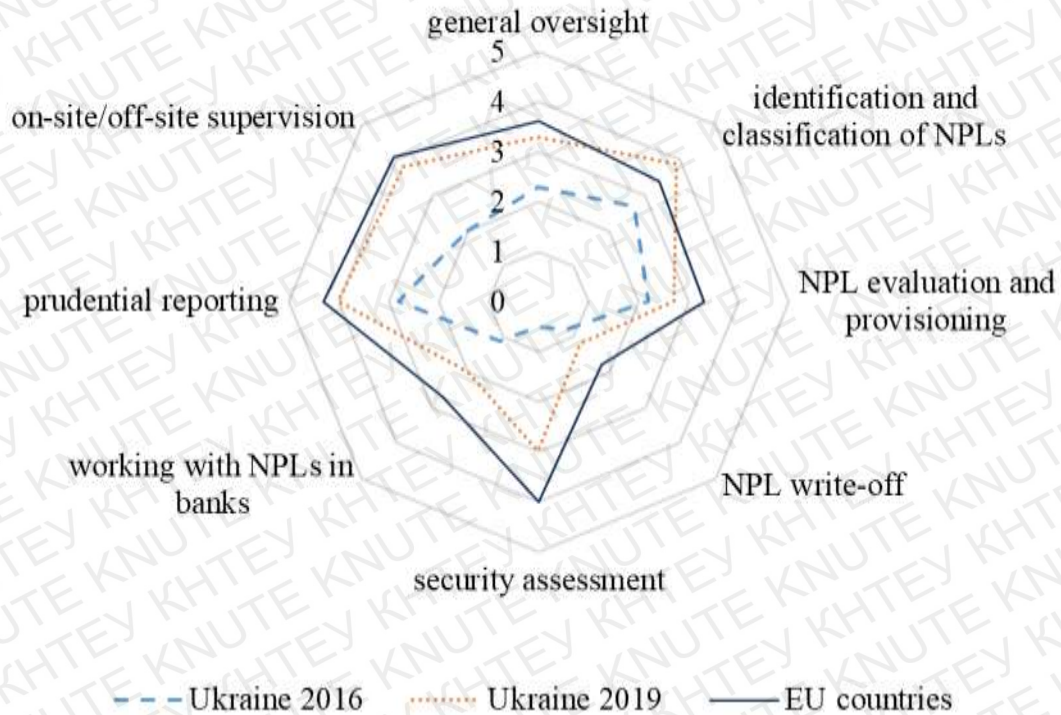 general oversight
5
4
3
2
1
0
identification and
classification of NPLs
on-site/off-site supervision
NPL evaluation and
provisioning
prudential reporting
working with NPLs in
banks
NPL write-off
security assessment
Ukraine 2016
Ukraine 2019
EU countries
KNUTE КНТЕУ